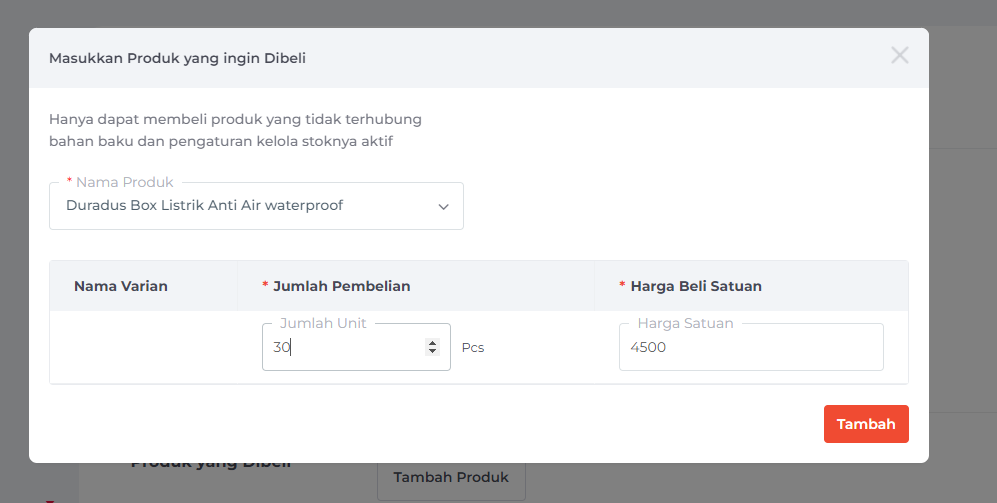 Masukkan Produk yang ingin Dibeli
Hanya dapat membeli produk yang tidak terhubung
bahan baku dan pengaturan kelola stoknya aktif
* Nama Produk
Duradus Box Listrik Anti Air waterproof
Nama Varian
* Jumlah Pembelian
* Harga Beli Satuan
Jumlah Unit
30
Pcs
Harga Satuan
4500
Tambah
Produk yang Dibeli
Tambah Produk